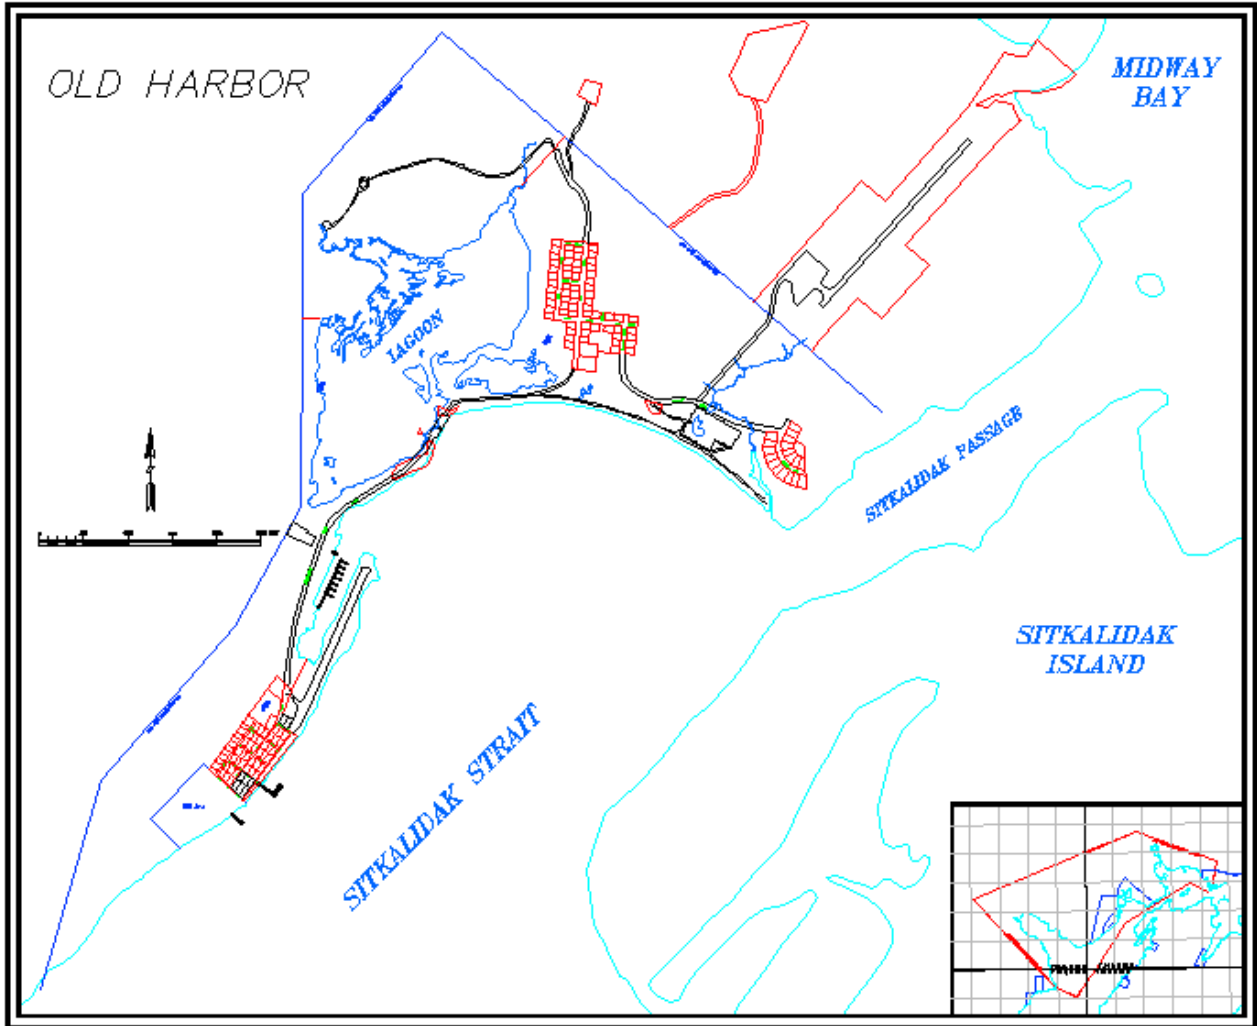 OLD HARBOR
MIDWAY
BAY
LAGOON
SITKALIDAK PASSAGE
SITKALIDAK
ISLAND
SITKALIDAK STRAIT